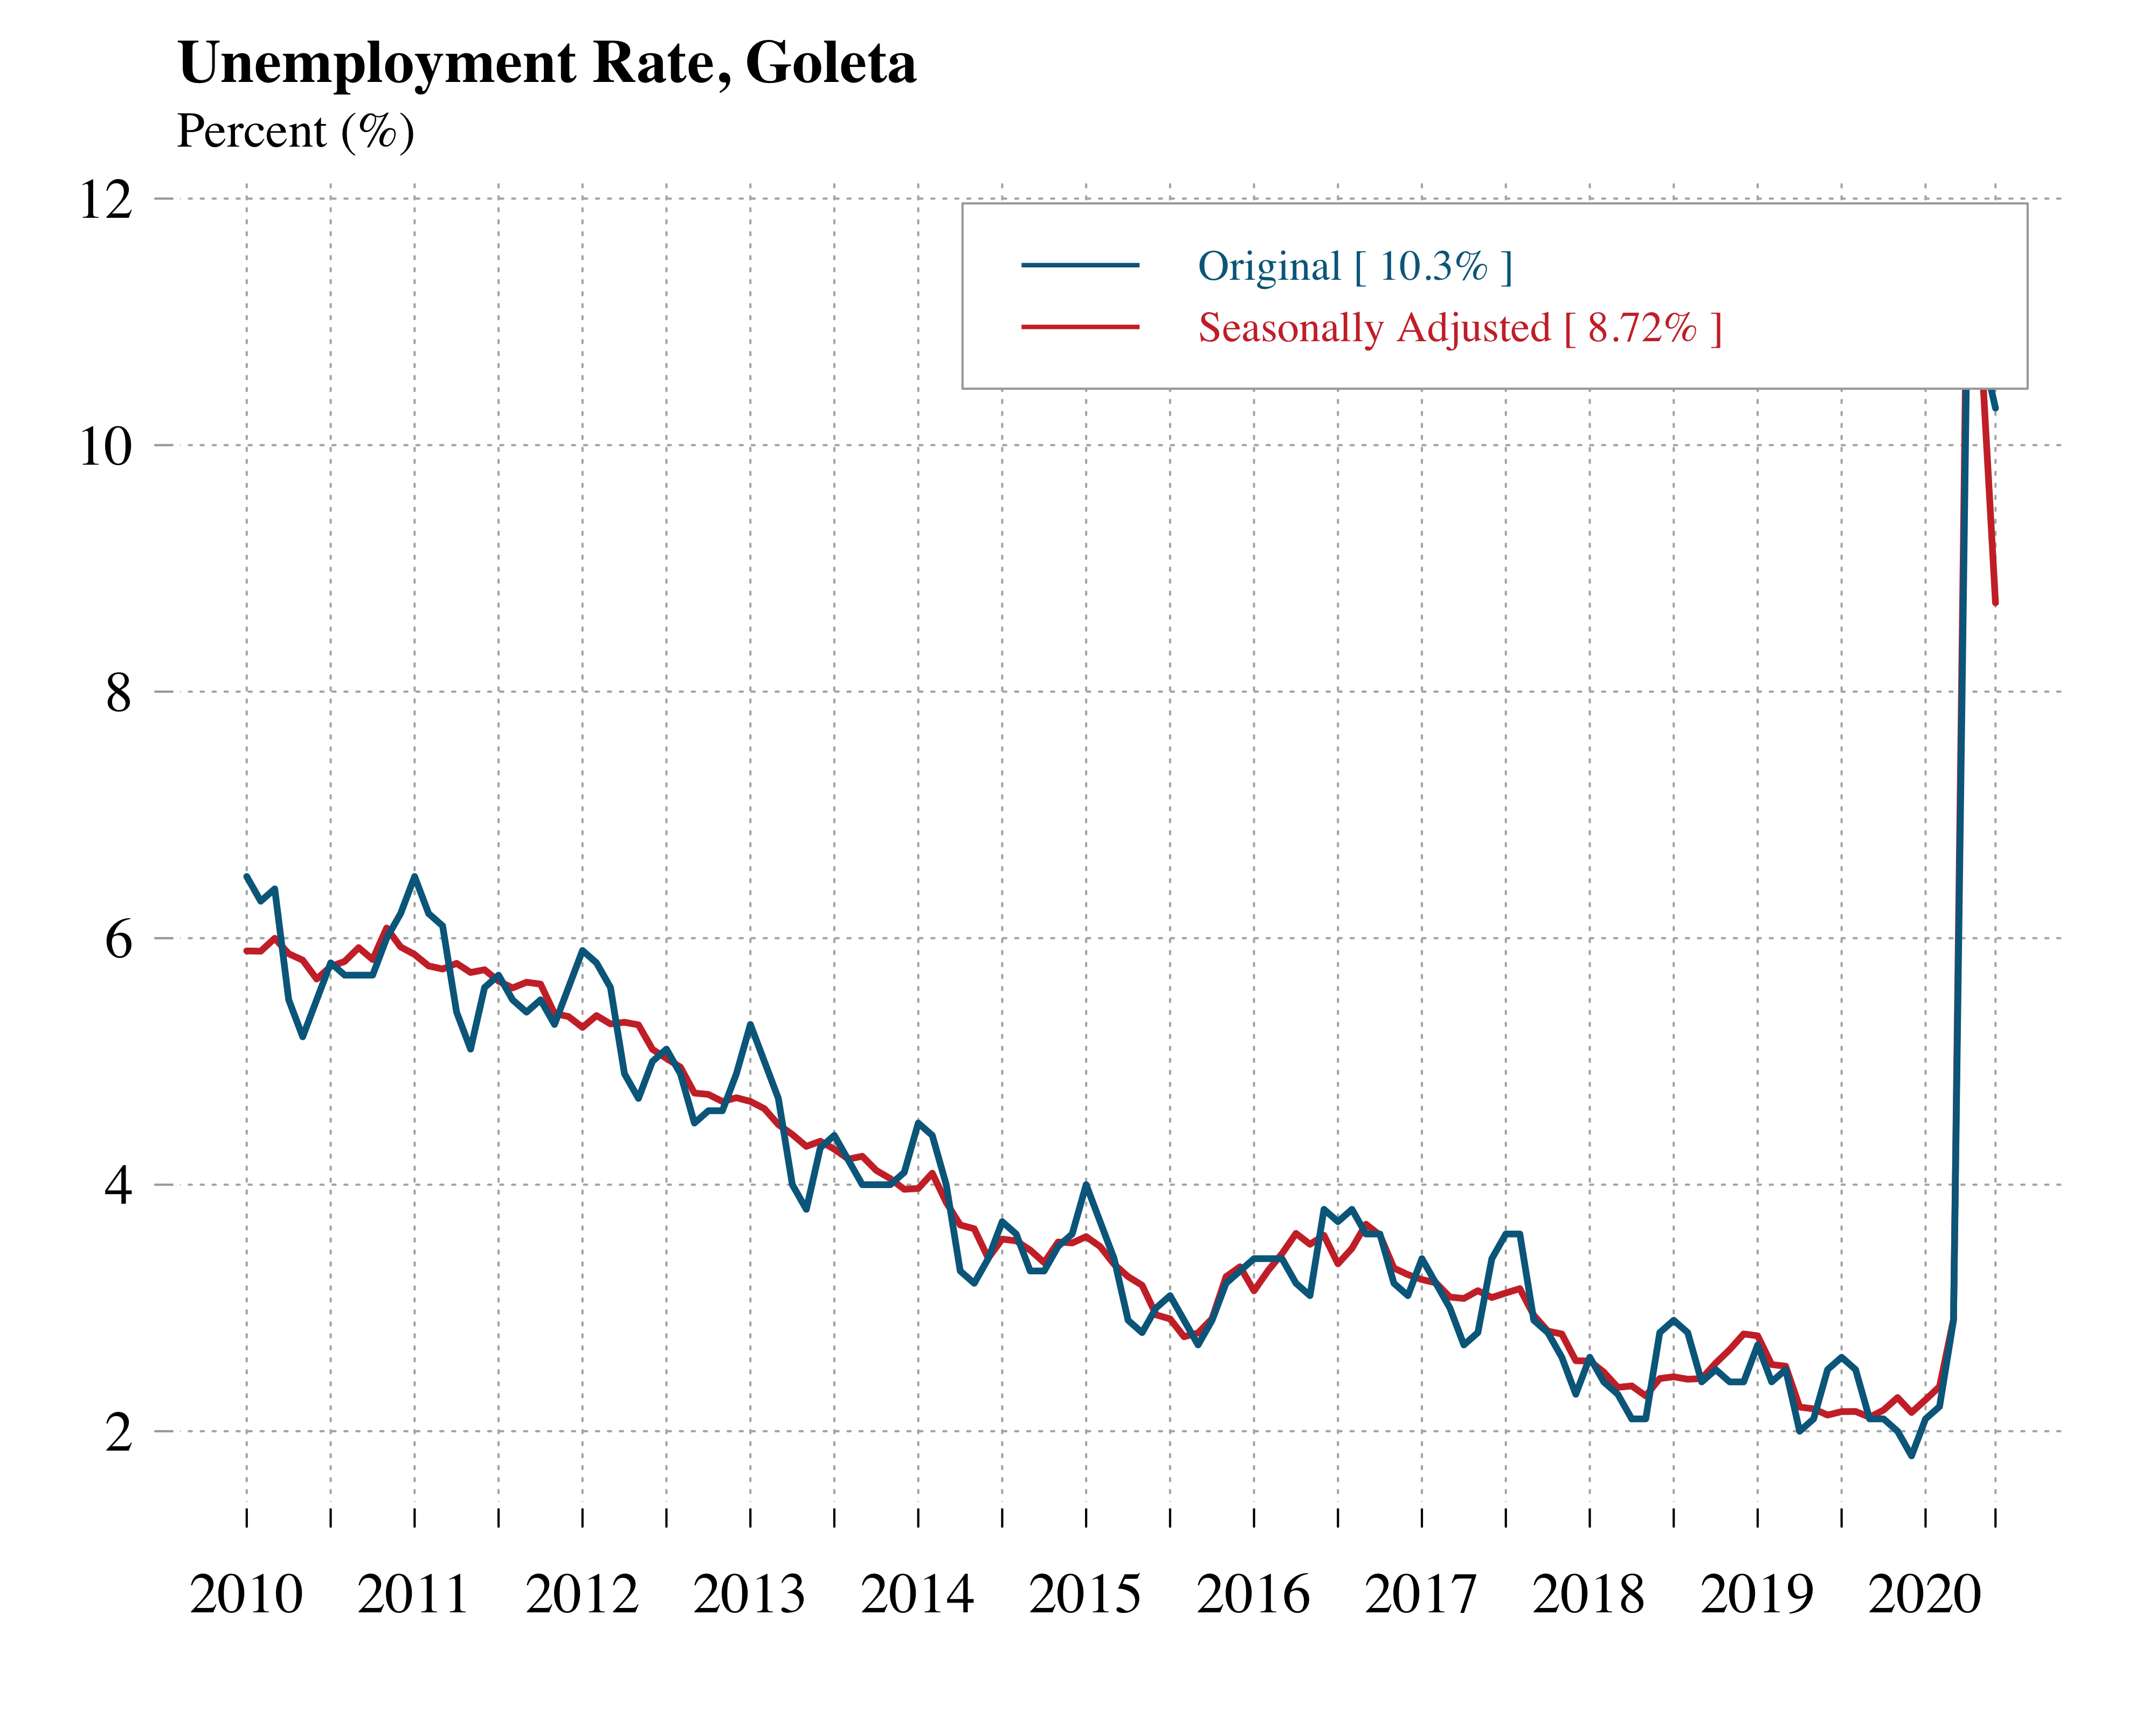 Unemployment Rate, Goleta
Percent (%)
12
Original [ 10.3% ]
Seasonally Adjusted [ 8.72% ]
10
8
6
4
2
2010 2011 2012 2013 2014 2015 2016 2017 2018 2019 2020